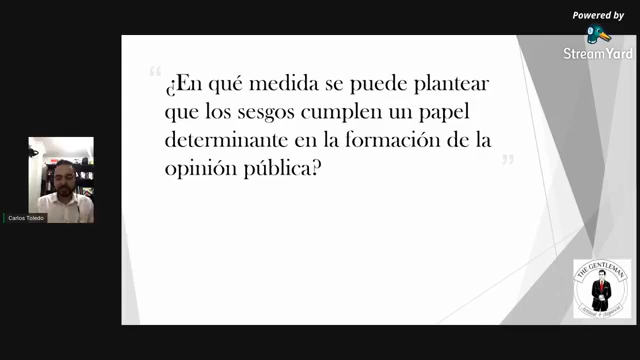 Powered by
StreamYard
“
¿En qué medida se puede plantear
que los sesgos cumplen un papel
determinante en la formación de la
opinión pública?
”
Carlos Toledo
THE GENTLEMAN